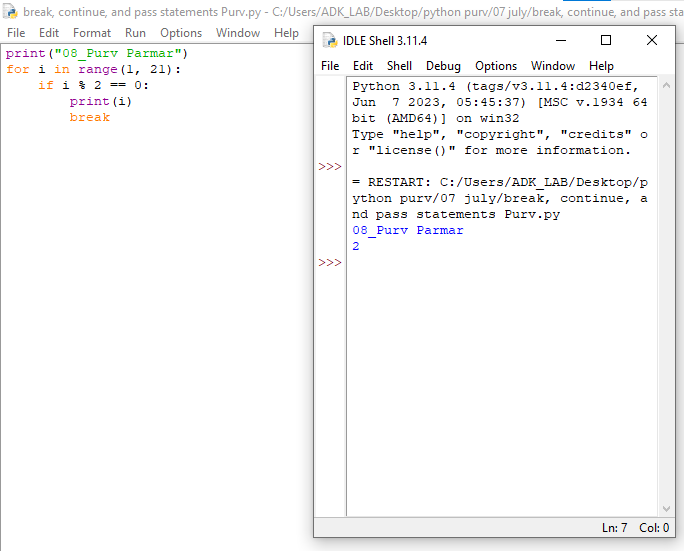 break, continue, and pass statements Purv.py - C:/Users/ADK_LAB/Desktop/python purv/07 july/break, continue, and pass sta
File Edit Format Run Options Window Help
print("08_Purv Parmar")
for i in range(1, 21):
    if i % 2 == 0:
        print(i)
        break
IDLE Shell 3.11.4
File Edit Shell Debug Options Window Help
Python 3.11.4 (tags/v3.11.4:d2340ef,
Jun  7 2023, 05:45:37) [MSC v.1934 64
bit (AMD64)] on win32
Type "help", "copyright", "credits" o
r "license()" for more information.
>>>
= RESTART: C:/Users/ADK_LAB/Desktop/p
ython purv/07 july/break, continue, a
nd pass statements Purv.py
08_Purv Parmar
2
>>>
Ln: 7 Col: 0